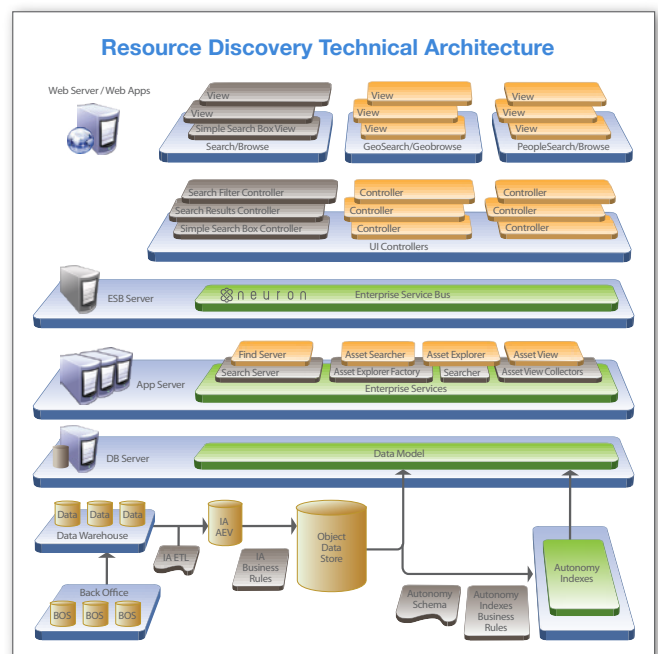 Resource Discovery Technical Architecture
Web Server / Web Apps
View
View
Simple Search Box View
Search/Browse
View
View
View
GeoSearch/Geobrowse
View
View
View
PeopleSearch/Browse
Search Filter Controller
Search Results Controller
Simple Search Box Controller
Controller
Controller
Controller
Controller
Controller
Controller
UI Controllers
ESB Server
neuron
Enterprise Service Bus
App Server
Find Server
Search Server
Asset Searcher
Asset Explorer Factory
Asset Explorer
Searcher
Asset View
Asset View Collectors
Enterprise Services
DB Server
Data Model
Data
Data
Data
Data Warehouse
IA ETL
IA
AEV
IA
Business
Rules
Object
Data
Store
Back Office
BOS
BOS
BOS
Autonomy
Schema
Autonomy
Indexes
Business
Rules
Autonomy
Indexes